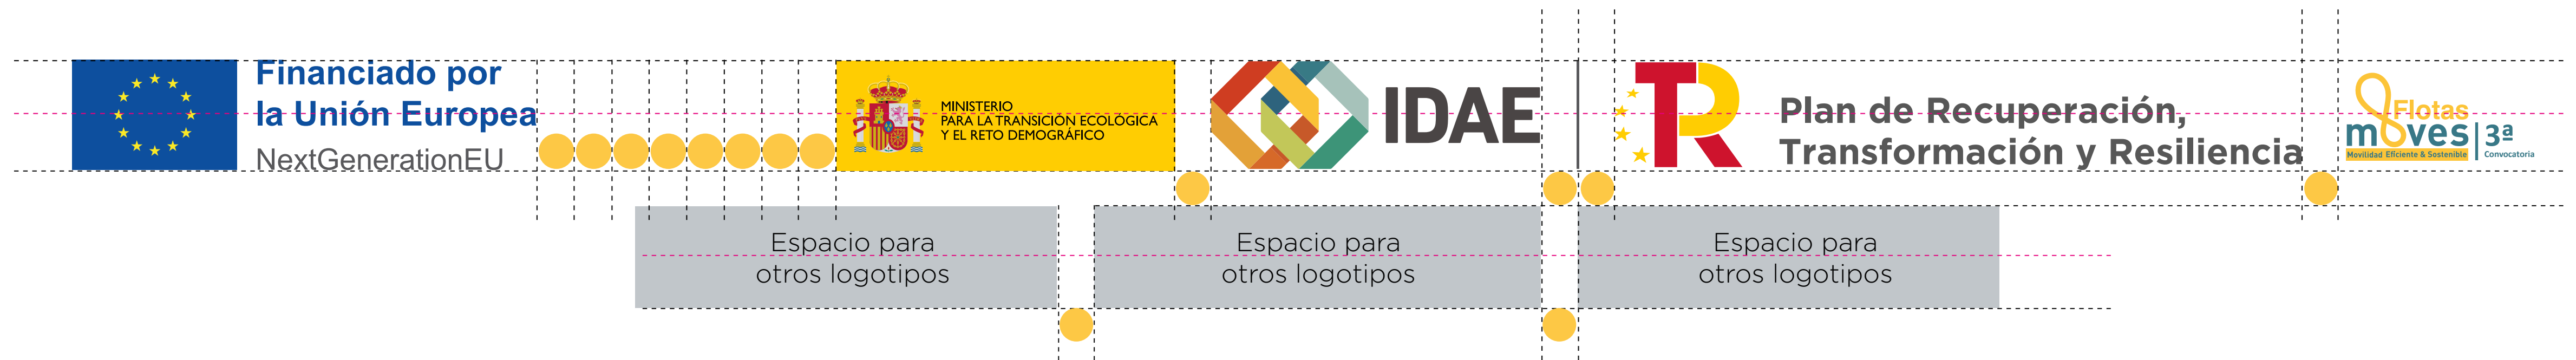 Financiado por
la Unión Europea
NextGenerationEU
MINISTERIO
PARA LA TRANSICIÓN ECOLÓGICA
Y EL RETO DEMOGRÁFICO
IDAE
TR
Plan de Recuperación,
Transformación y Resiliencia
Flotas
moves
Movilidad Eficiente & Sostenible
3ª
Convocatoria
Espacio para
otros logotipos
Espacio para
otros logotipos
Espacio para
otros logotipos